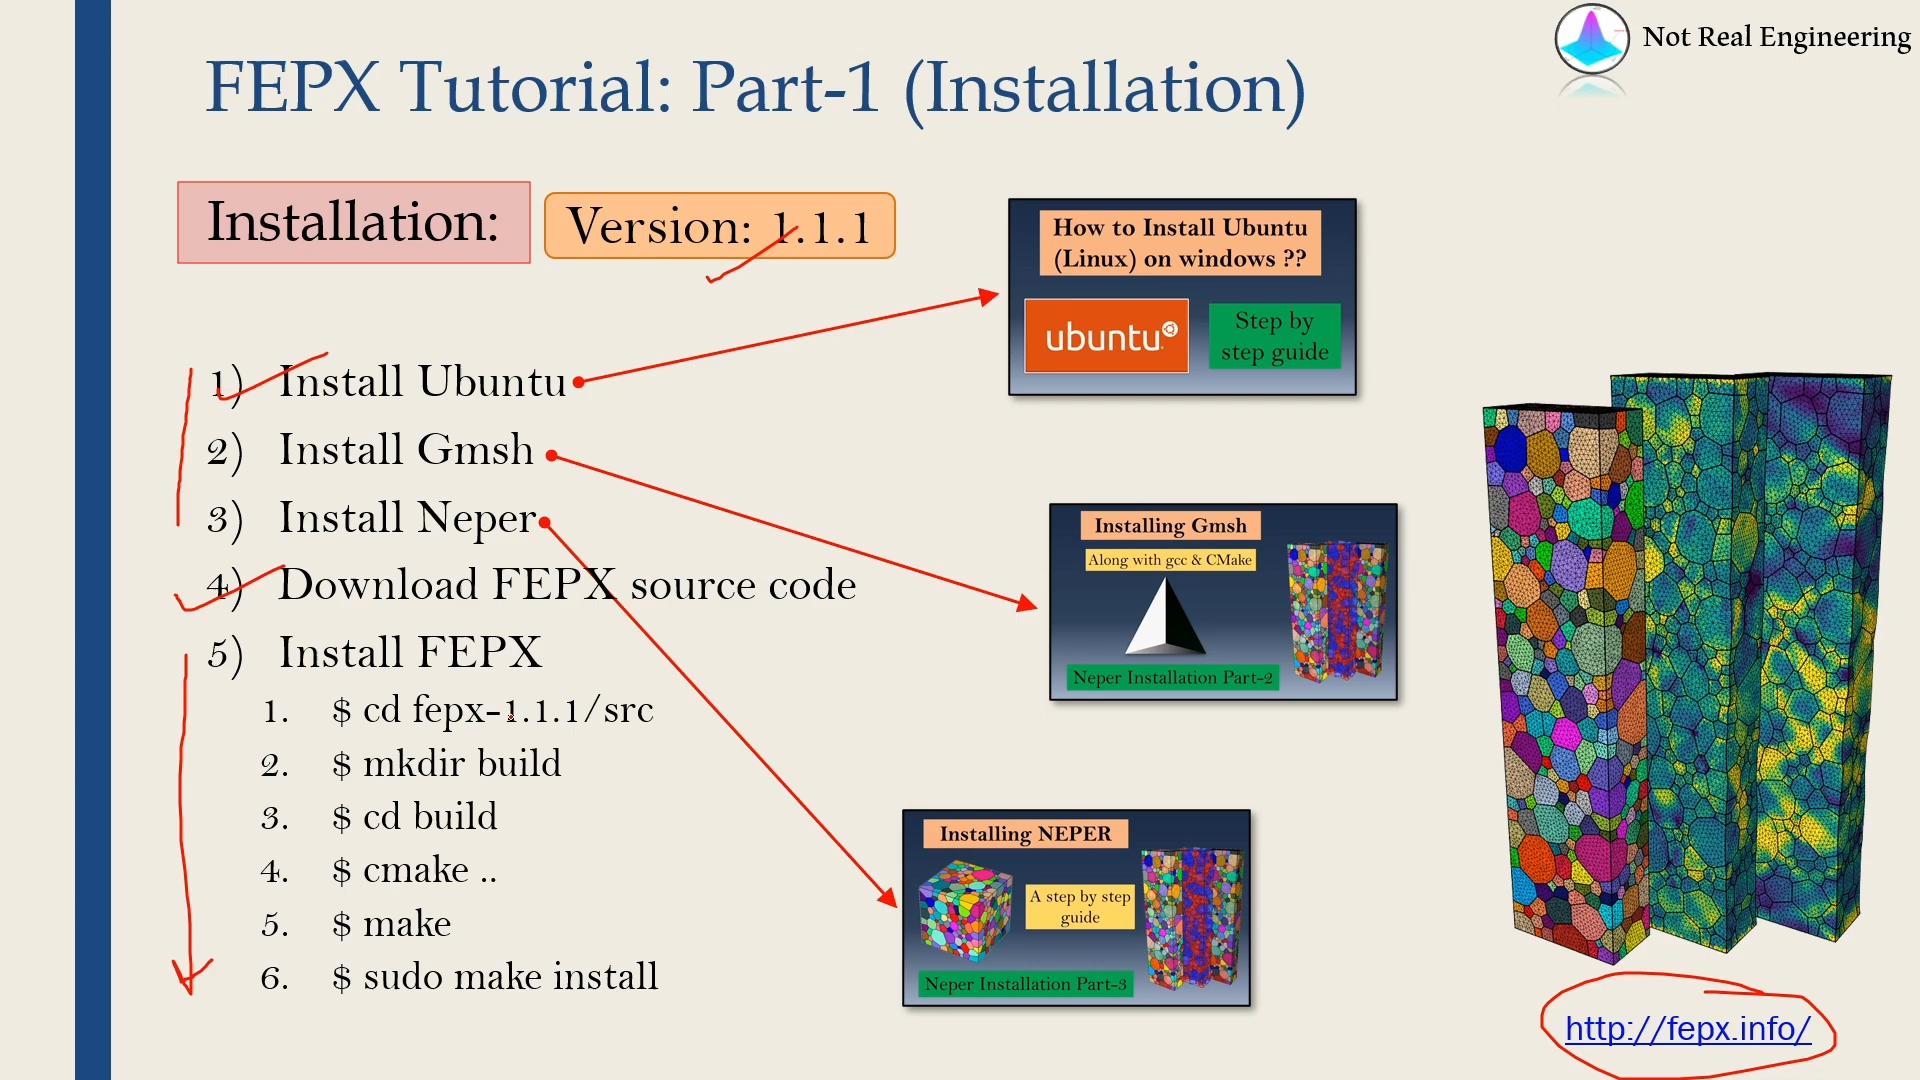 Not Real Engineering
FEPX Tutorial: Part-1 (Installation)
Installation:
Version: 1.1.1
1) Install Ubuntu
2) Install Gmsh
3) Install Neper
4) Download FEPX source code
5) Install FEPX
1. $ cd fepx-1.1.1/src
2. $ mkdir build
3. $ cd build
4. $ cmake ..
5. $ make
6. $ sudo make install
How to Install Ubuntu
(Linux) on windows ??
ubuntu
Step by
step guide
Installing Gmsh
Along with gcc & CMake
Neper Installation Part-2
Installing NEPER
A step by step
guide
Neper Installation Part-3
http://fepx.info/